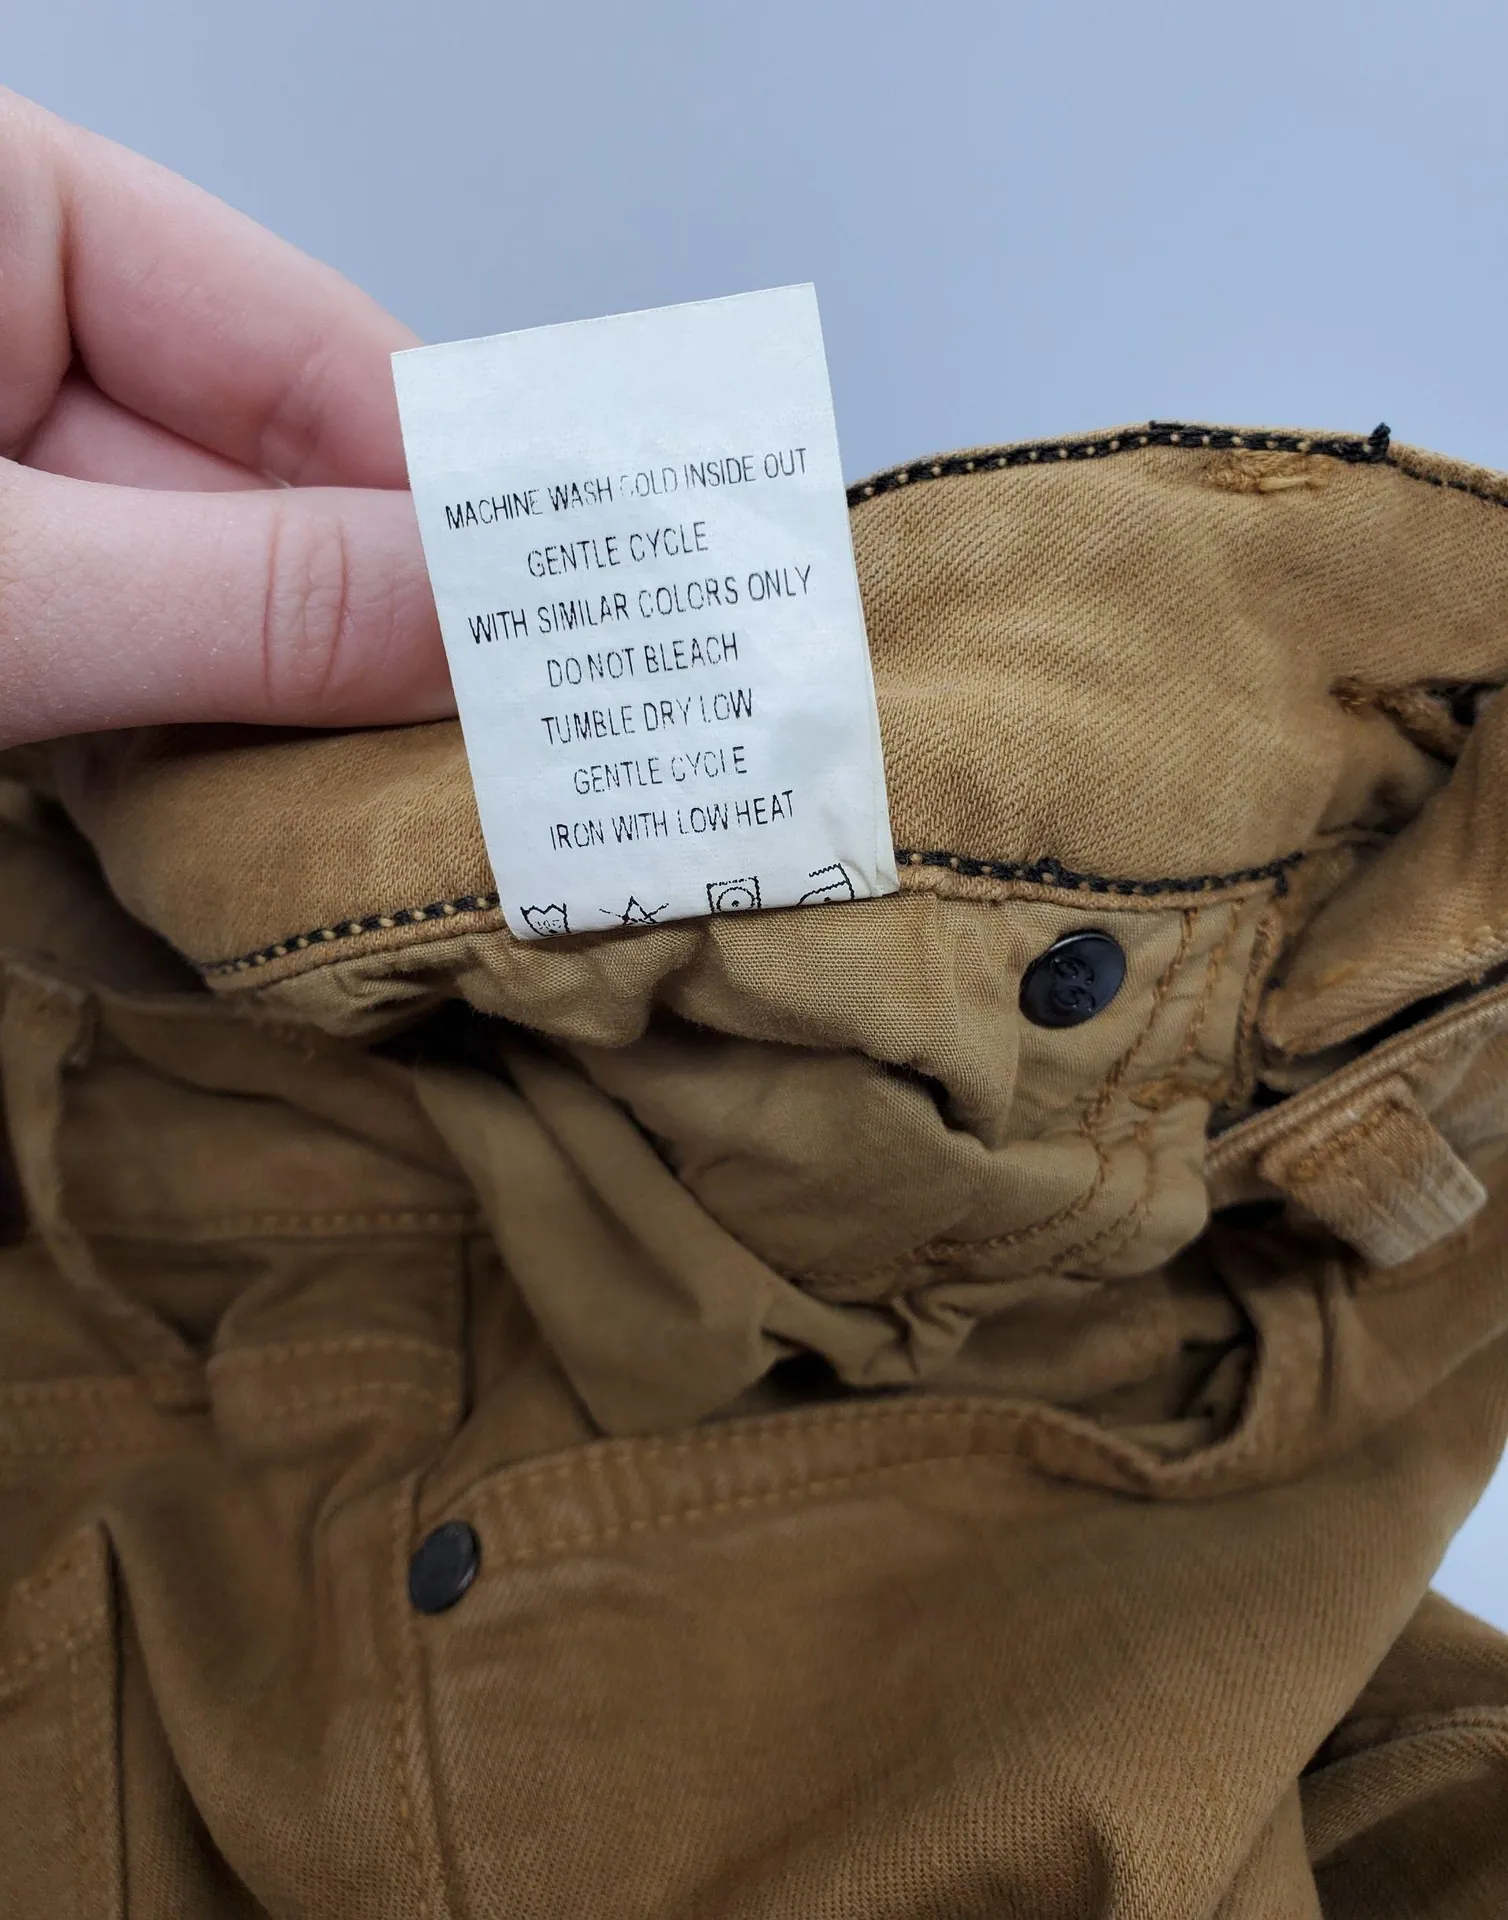 MACHINE WASH COLD INSIDE OUT
GENTLE CYCLE
WITH SIMILAR COLORS ONLY
DO NOT BLEACH
TUMBLE DRY LOW
GENTLE CYCLE
IRON WITH LOW HEAT